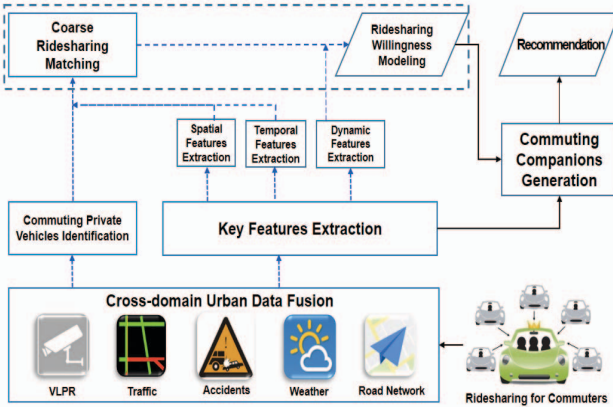 Coarse
Ridesharing
Matching
Ridesharing
Willingness
Modeling
Recommendation
Spatial
Features
Extraction
Temporal
Features
Extraction
Dynamic
Features
Extraction
Commuting
Companions
Generation
Commuting Private
Vehicles Identification
Key Features Extraction
Cross-domain Urban Data Fusion
VLPR
Traffic
Accidents
Weather
Road Network
Ridesharing for Commuters